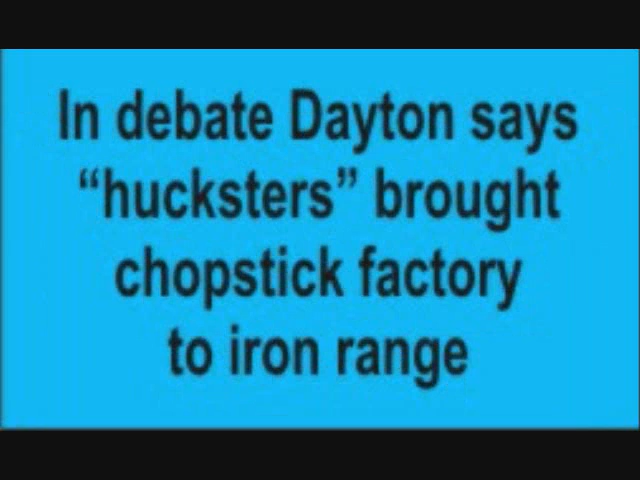 In debate Dayton says
“hucksters” brought
chopstick factory
to iron range